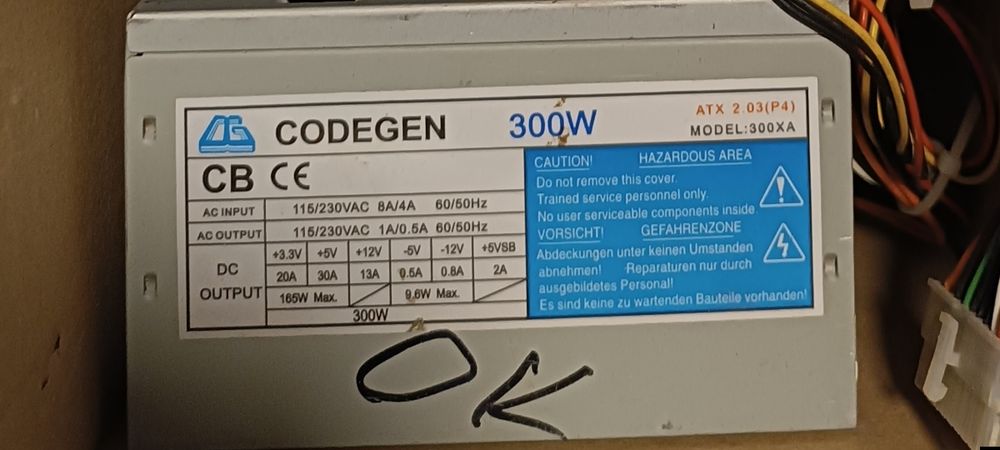 CODEGEN 300W
ATX 2.03(P4)
MODEL:300XA
CB CE
AC INPUT 115/230VAC 8A/4A 60/50Hz
AC OUTPUT 115/230VAC 1A/0.5A 60/50Hz
DC OUTPUT
+3.3V +5V +12V -5V -12V +5VSB
20A 30A 13A 0.5A 0.8A 2A
165W Max. 9.6W Max.
300W
CAUTION! HAZARDOUS AREA
Do not remove this cover.
Trained service personnel only.
No user serviceable components inside.
VORSICHT! GEFAHRENZONE
Abdeckungen unter keinen Umstanden
abnehmen! Reparaturen nur durch
ausgebildetes Personal!
Es sind keine zu wartenden Bauteile vorhanden!
OK